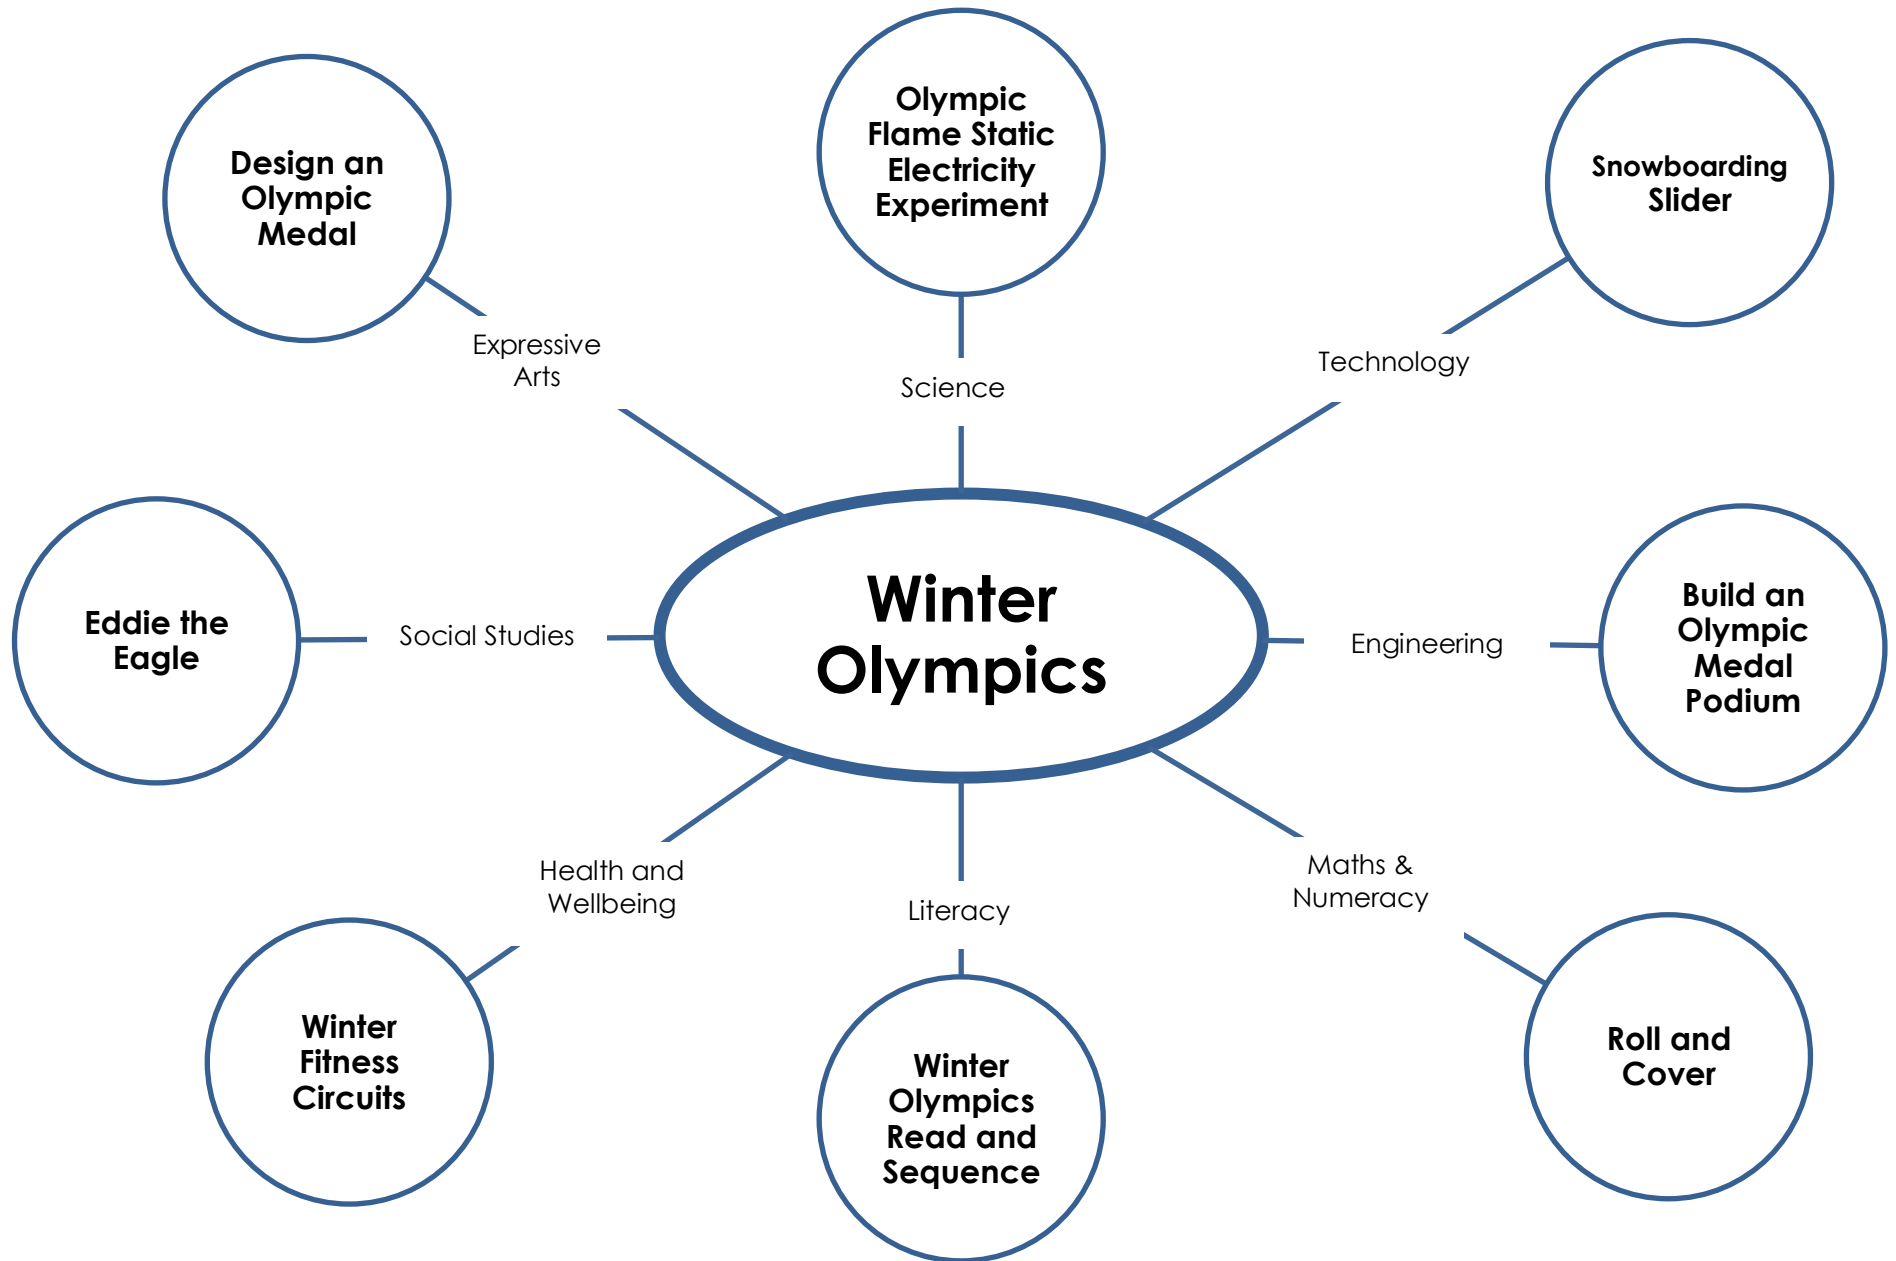 Olympic
Flame Static
Electricity
Experiment
Design an
Olympic
Medal
Snowboarding
Slider
Expressive
Arts
Science
Technology
Winter
Olympics
Eddie the
Eagle
Social Studies
Engineering
Build an
Olympic
Medal
Podium
Health and
Wellbeing
Literacy
Maths &
Numeracy
Winter
Fitness
Circuits
Winter
Olympics
Read and
Sequence
Roll and
Cover